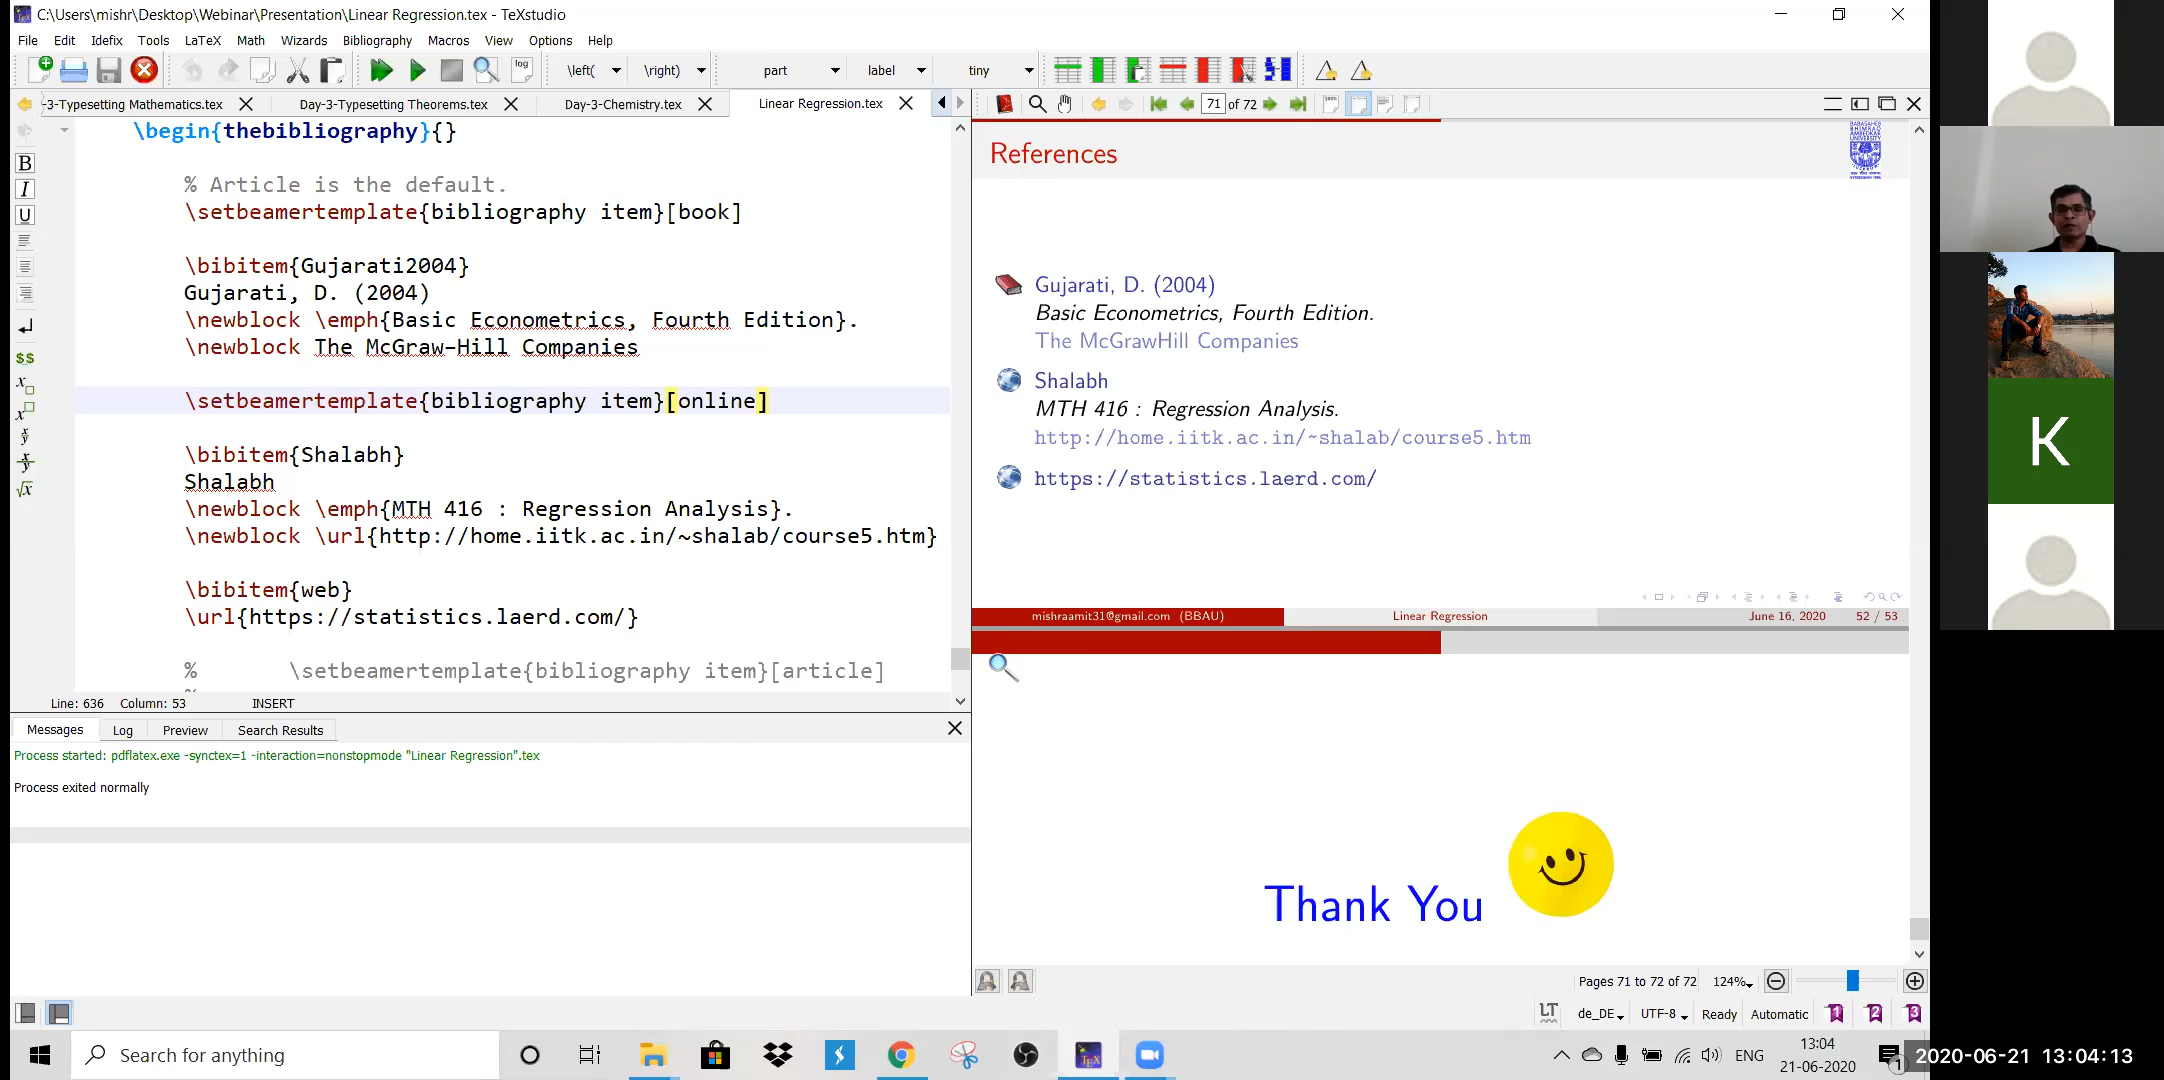 C:\Users\mishr\Desktop\Webinar\Presentation\Linear Regression.tex - TeXstudio
File Edit Idefix Tools LaTeX Math Wizards Bibliography Macros View Options Help
log \left( \right) part label tiny
-3-Typesetting Mathematics.tex Day-3-Typesetting Theorems.tex Day-3-Chemistry.tex Linear Regression.tex
71 of 72
\begin{thebibliography}{}
% Article is the default.
\setbeamertemplate{bibliography item}[book]
\bibitem{Gujarati2004}
Gujarati, D. (2004)
\newblock \emph{Basic Econometrics, Fourth Edition}.
\newblock The McGraw-Hill Companies
\setbeamertemplate{bibliography item}[online]
\bibitem{Shalabh}
Shalabh
\newblock \emph{MTH 416 : Regression Analysis}.
\newblock \url{http://home.iitk.ac.in/~shalab/course5.htm}
\bibitem{web}
\url{https://statistics.laerd.com/}
% \setbeamertemplate{bibliography item}[article]
Line: 636 Column: 53 INSERT
Messages Log Preview Search Results
Process started: pdflatex.exe -synctex=1 -interaction=nonstopmode "Linear Regression".tex
Process exited normally
References
Gujarati, D. (2004)
Basic Econometrics, Fourth Edition.
The McGrawHill Companies
Shalabh
MTH 416 : Regression Analysis.
http://home.iitk.ac.in/~shalab/course5.htm
https://statistics.laerd.com/
mishraamit31@gmail.com (BBAU) Linear Regression June 16, 2020 52 / 53
Thank You
Pages 71 to 72 of 72 124%
LT de_DE UTF-8 Ready Automatic 1 2 3
K
Search for anything
ENG
13:04
21-06-2020
1
2020-06-21 13:04:13